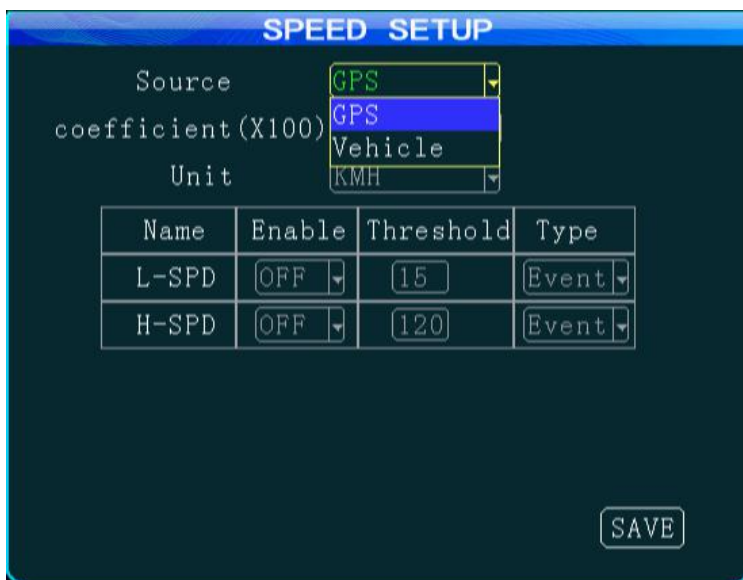 SPEED SETUP
Source GPS
GPS
coefficient(X100)
Vehicle
Unit KMH
Name Enable Threshold Type
L-SPD OFF 15 Event
H-SPD OFF 120 Event
SAVE